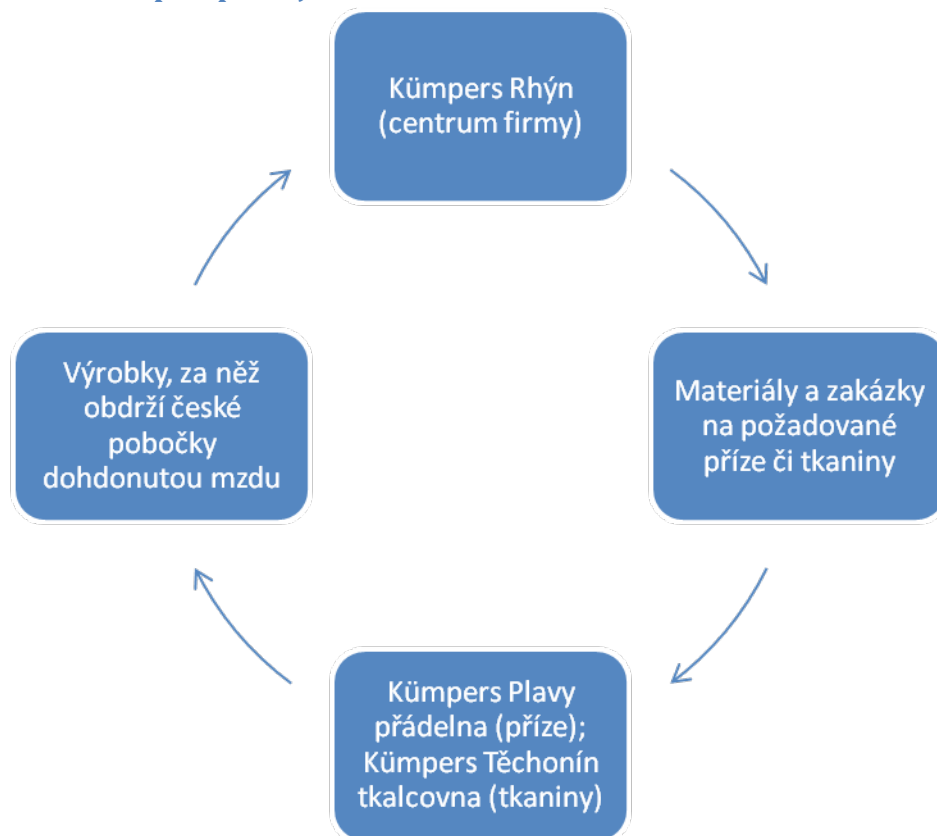 Kümpers Rhýn
(centrum firmy)
Materiály a zakázky
na požadované
příze či tkaniny
Kümpers Plavy
přádelna (příze);
Kümpers Těchonín
tkalcovna (tkaniny)
Výrobky, za něž
obdrží české
pobočky
dohdonutou mzdu